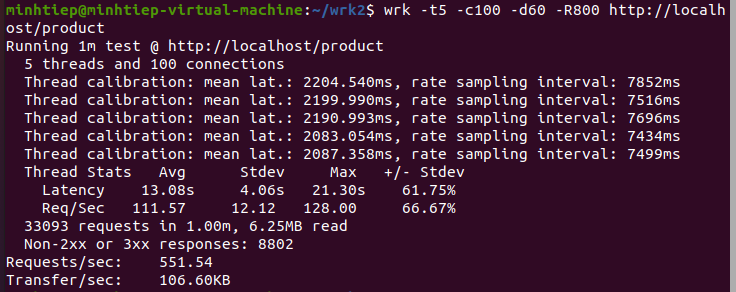 minhtiep@minhtiep-virtual-machine:~/wrk2$ wrk -t5 -c100 -d60 -R800 http://localh
ost/product
Running 1m test @ http://localhost/product
  5 threads and 100 connections
  Thread calibration: mean lat.: 2204.540ms, rate sampling interval: 7852ms
  Thread calibration: mean lat.: 2199.990ms, rate sampling interval: 7516ms
  Thread calibration: mean lat.: 2190.993ms, rate sampling interval: 7696ms
  Thread calibration: mean lat.: 2083.054ms, rate sampling interval: 7434ms
  Thread calibration: mean lat.: 2087.358ms, rate sampling interval: 7499ms
  Thread Stats   Avg      Stdev     Max   +/- Stdev
    Latency    13.08s     4.06s   21.30s    61.75%
    Req/Sec   111.57     12.12   128.00     66.67%
  33093 requests in 1.00m, 6.25MB read
  Non-2xx or 3xx responses: 8802
Requests/sec:    551.54
Transfer/sec:    106.60KB